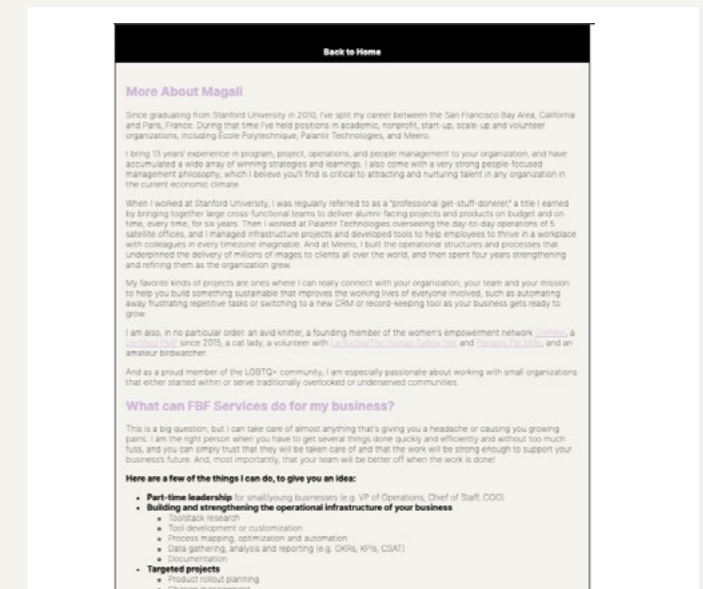 Back to Home
More About Magali
Since graduating from Stanford University in 2010, I've split my career between the San Francisco Bay Area, California
and Paris, France. During that time I've held positions in academic, nonprofit, start-up, scale-up and volunteer
organizations, including École Polytechnique, Palantir Technologies, and Meero.
I bring 13 years' experience in program, project, operations, and people management to your organization, and have
accumulated a wide array of winning strategies and learnings. I also come with a very strong people-focused
management philosophy, which I believe you'll find is critical to attracting and nurturing talent in any organization in
the current economic climate.
When I worked at Stanford University, I was regularly referred to as a "professional get-stuff-donerer," a title I earned
by bringing together large cross-functional teams to deliver alumni-facing projects and products on budget and on
time, every time, for six years. Then I worked at Palantir Technologies overseeing the day-to-day operations of 5
satellite offices, and I managed infrastructure projects and developed tools to help employees to thrive in a workplace
with colleagues in every timezone imaginable. And at Meero, I built the operational structures and processes that
underpinned the delivery of millions of images to clients all over the world, and then spent four years strengthening
and refining them as the organization grew.
My favorite kinds of projects are ones where I can really connect with your organization, your team and your mission
to help you build something sustainable that improves the working lives of everyone involved, such as automating
away frustrating repetitive tasks or switching to a new CRM or record-keeping tool as your business gets ready to
grow.
I am also, in no particular order: an avid knitter, a founding member of the women's empowerment network a
certified PMP since 2015, a cat lady, a volunteer with and and an
amateur birdwatcher.
And as a proud member of the LGBTQ+ community, I am especially passionate about working with small organizations
that either started within or serve traditionally overlooked or underserved communities.
What can FBF Services do for my business?
This is a big question, but I can take care of almost anything that's giving you a headache or causing you growing
pains. I am the right person when you have to get several things done quickly and efficiently and without too much
fuss, and you can simply trust that they will be taken care of and that the work will be strong enough to support your
business's future. And, most importantly, that your team will be better off when the work is done!
Here are a few of the things I can do, to give you an idea:
Part-time leadership for small/young businesses (e.g. VP of Operations, Chief of Staff, COO)
Building and strengthening the operational infrastructure of your business
Toolstack research
Tool development or customization
Process mapping, optimization and automation
Data gathering, analysis and reporting (e.g. OKRs, KPIs, CSAT)
Documentation
Targeted projects
Product rollout planning